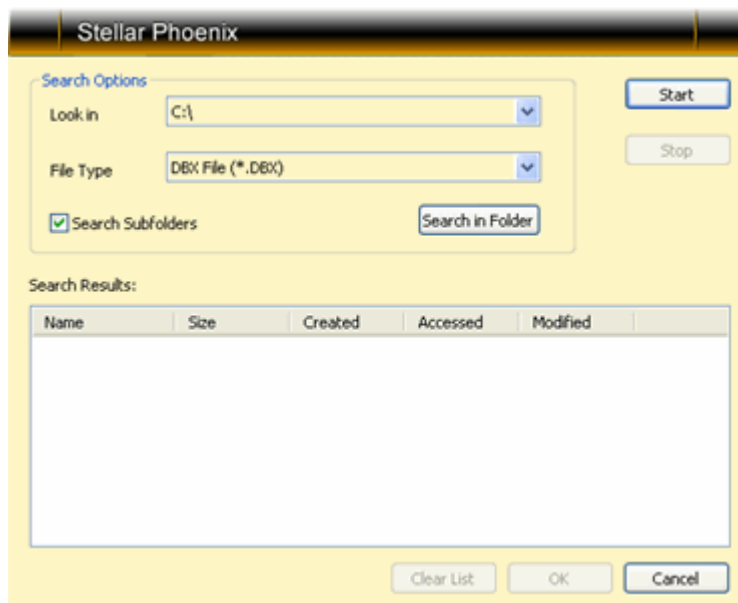 Stellar Phoenix
Search Options
Look in C:\ Start
File Type DBX File (*.DBX) Stop
Search Subfolders Search in Folder
Search Results:
Name Size Created Accessed Modified
Clear List OK Cancel